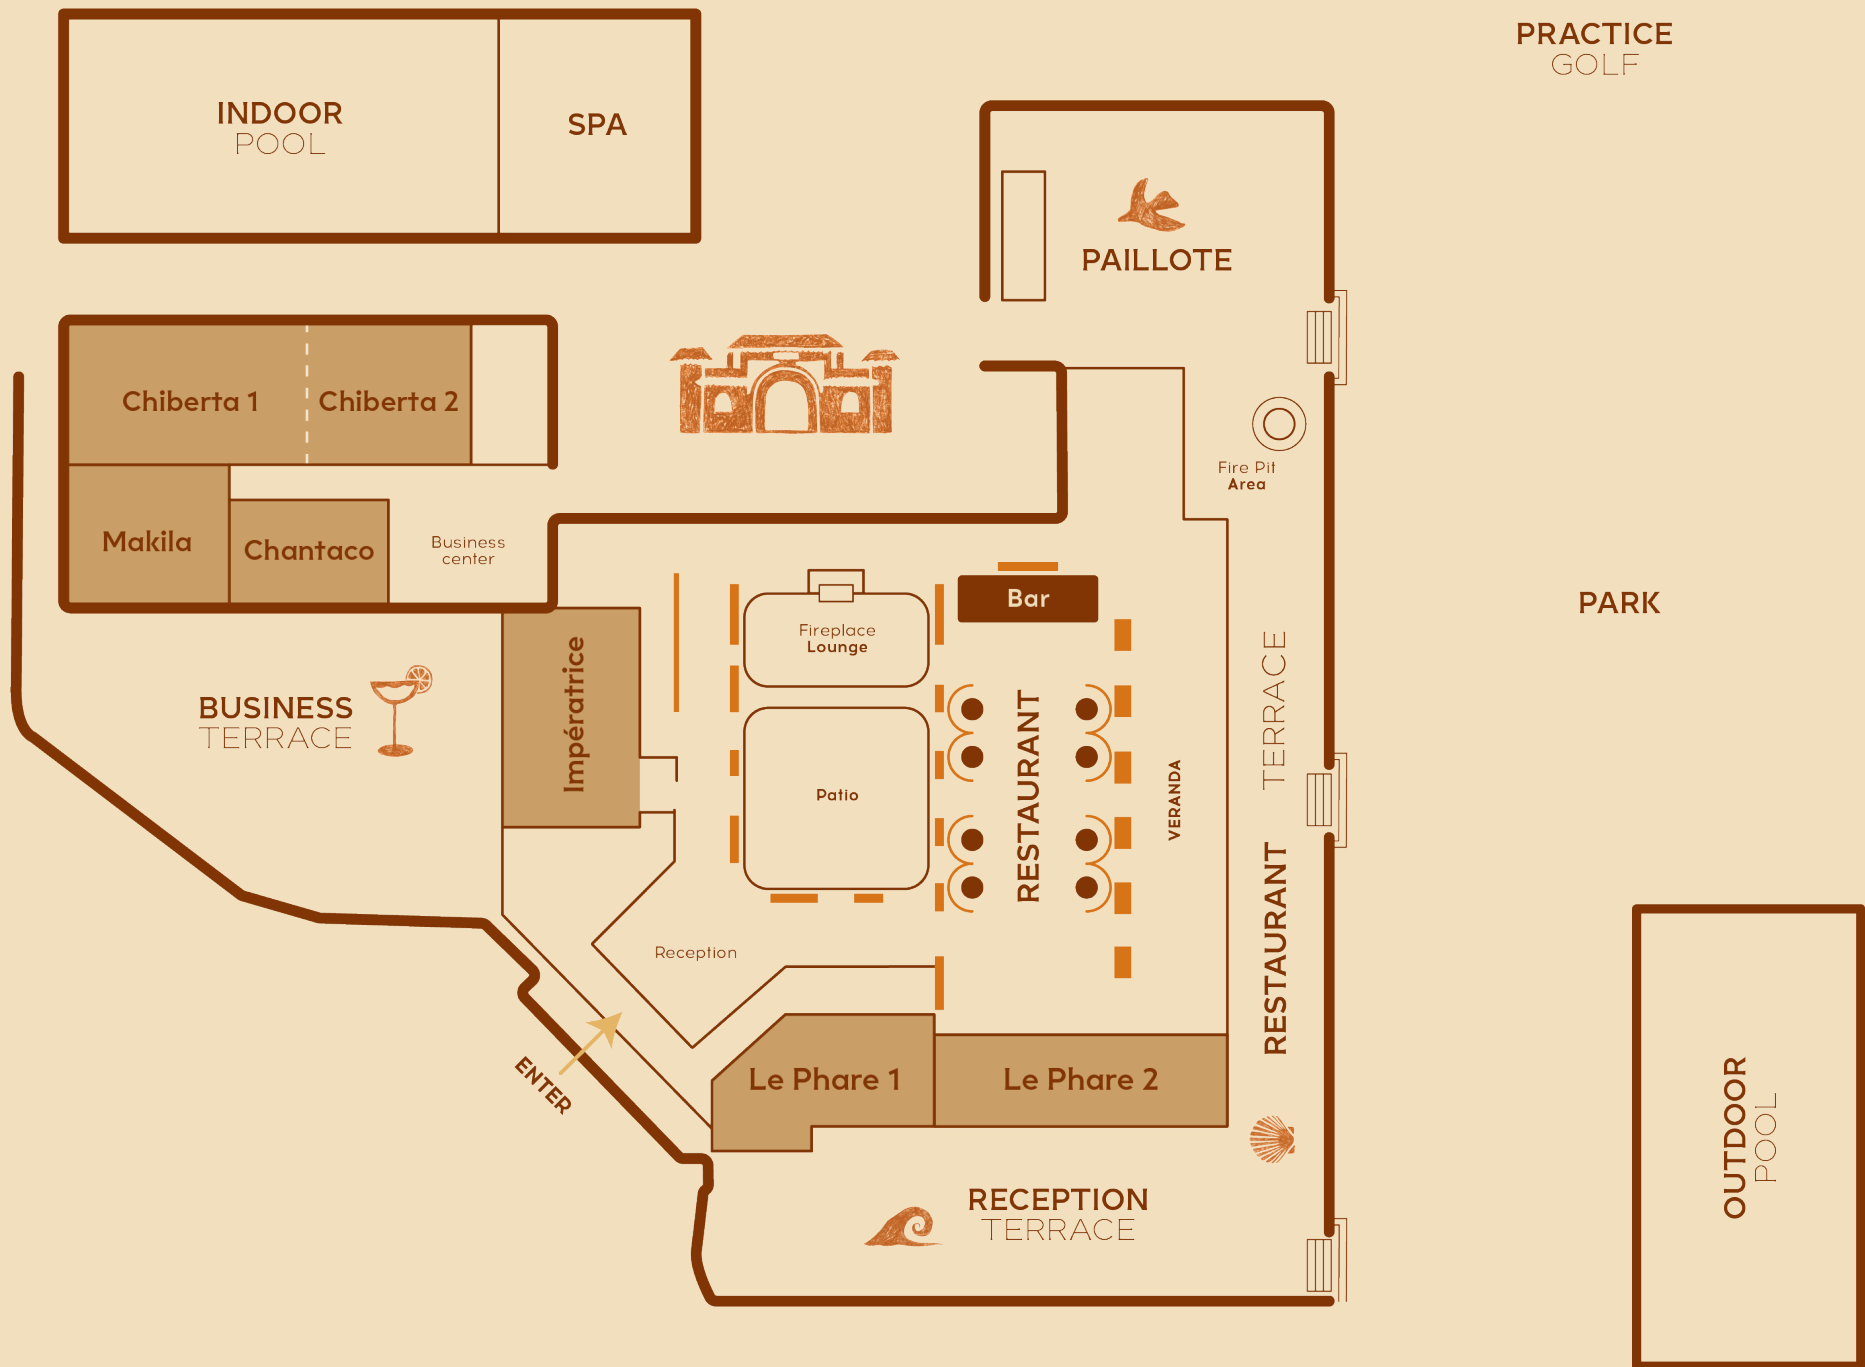 PRACTICE
GOLF
INDOOR
POOL
SPA
PAILLOTE
Chiberta 1
Chiberta 2
Fire Pit
Area
Makila
Chantaco
Business
center
Bar
PARK
Fireplace
Lounge
Impératrice
BUSINESS
TERRACE
RESTAURANT
Patio
VERANDA
RESTAURANT TERRACE
Reception
ENTER
Le Phare 1
Le Phare 2
OUTDOOR
POOL
RECEPTION
TERRACE